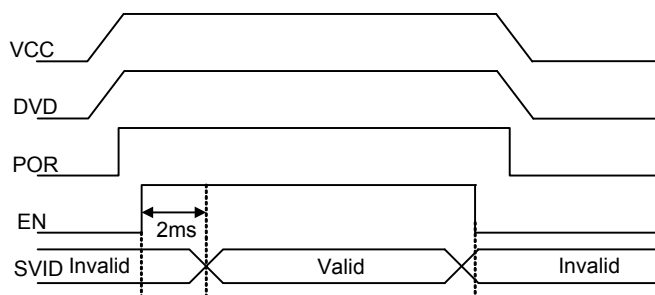 VCC
DVD
POR
EN
2ms
SVID Invalid Valid Invalid